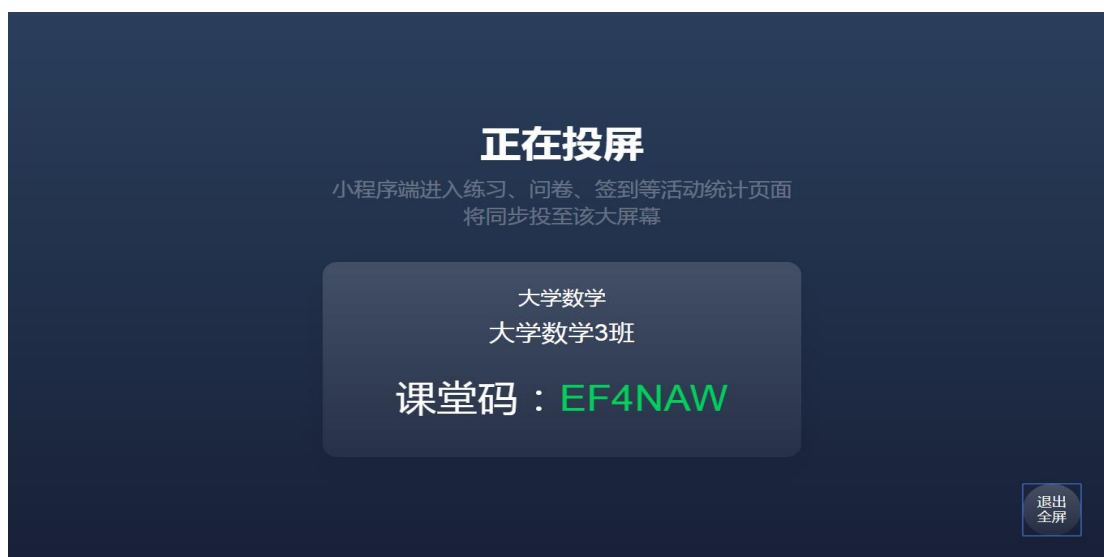 正在投屏
小程序端进入练习、问卷、签到等活动统计页面
将同步投至该大屏幕
大学数学
大学数学3班
课堂码：EF4NAW
退出
全屏